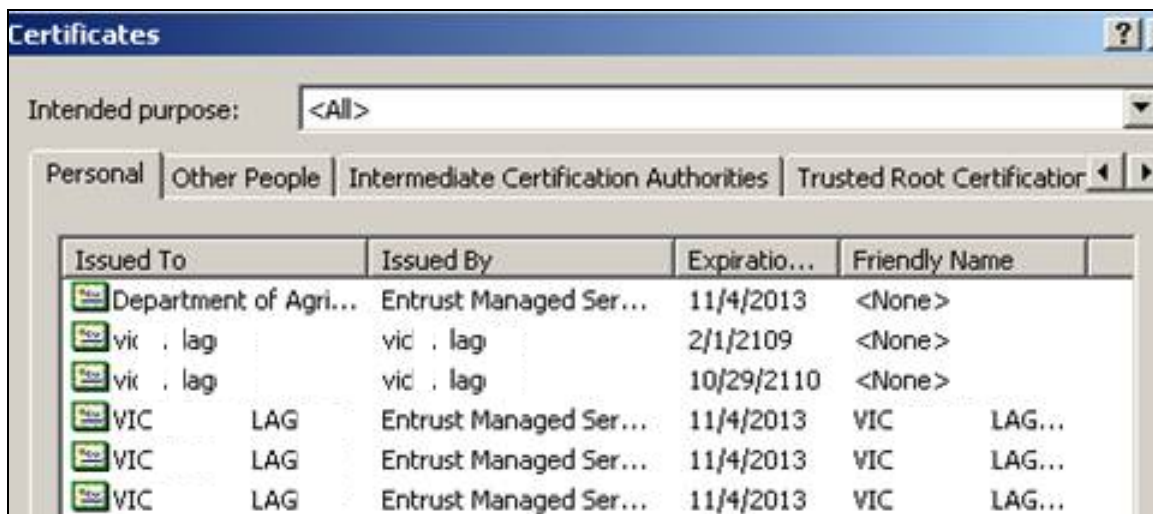 Certificates ?
Intended purpose: <All>
Personal Other People Intermediate Certification Authorities Trusted Root Certification
Issued To Issued By Expiratio... Friendly Name
Department of Agri... Entrust Managed Ser... 11/4/2013 <None>
vic . lag vic . lag 2/1/2109 <None>
vic . lag vic . lag 10/29/2110 <None>
VIC LAG Entrust Managed Ser... 11/4/2013 VIC LAG...
VIC LAG Entrust Managed Ser... 11/4/2013 VIC LAG...
VIC LAG Entrust Managed Ser... 11/4/2013 VIC LAG...